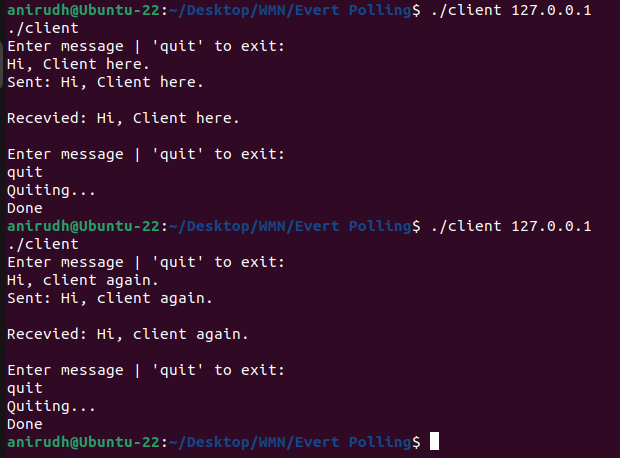 anirudh@Ubuntu-22:~/Desktop/WMN/Evert Polling$ ./client 127.0.0.1
./client
Enter message | 'quit' to exit:
Hi, Client here.
Sent: Hi, Client here.
Recevied: Hi, Client here.
Enter message | 'quit' to exit:
quit
Quiting...
Done
anirudh@Ubuntu-22:~/Desktop/WMN/Evert Polling$ ./client 127.0.0.1
./client
Enter message | 'quit' to exit:
Hi, client again.
Sent: Hi, client again.
Recevied: Hi, client again.
Enter message | 'quit' to exit:
quit
Quiting...
Done
anirudh@Ubuntu-22:~/Desktop/WMN/Evert Polling$